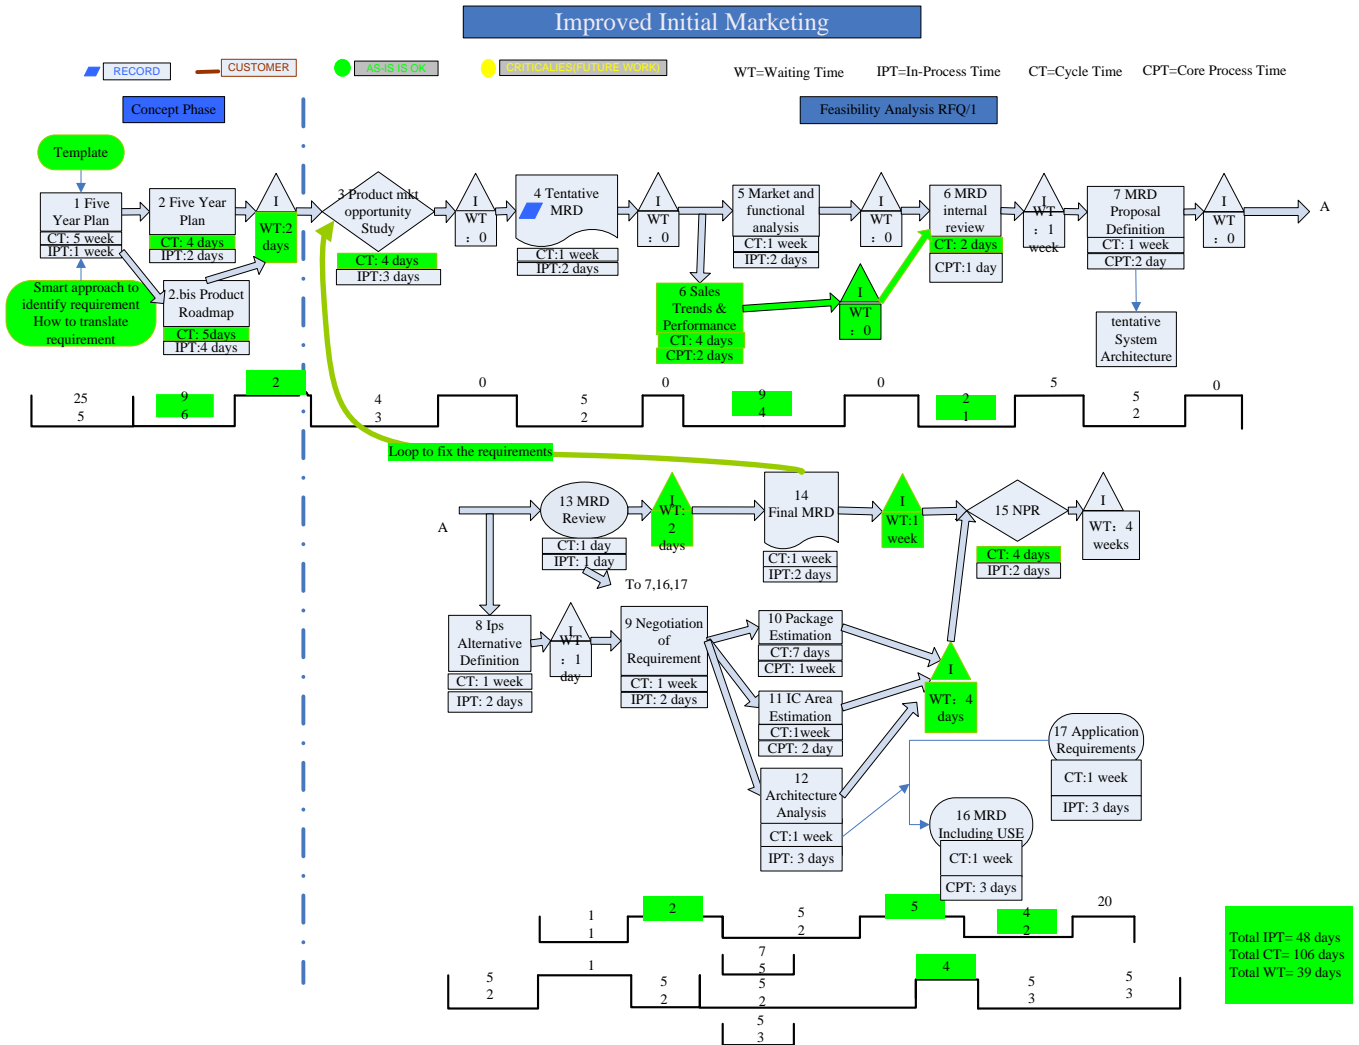 Improved Initial Marketing
RECORD
CUSTOMER
AS-IS IS OK
CRITICALIES(FUTURE WORK)
WT=Waiting Time
IPT=In-Process Time
CT=Cycle Time
CPT=Core Process Time
Concept Phase
Feasibility Analysis RFQ/1
Template
1 Five
Year Plan
CT: 5 week
IPT:1 week
2 Five Year
Plan
CT: 4 days
IPT:2 days
I
WT:2
days
Smart approach to
identify requirement
How to translate
requirement
2.bis Product
Roadmap
CT: 5days
IPT:4 days
3 Product mkt
opportunity
Study
CT: 4 days
IPT:3 days
I
WT
: 0
4 Tentative
MRD
CT:1 week
IPT:2 days
I
WT
: 0
5 Market and
functional
analysis
CT:1 week
IPT:2 days
6 Sales
Trends &
Performance
CT: 4 days
CPT:2 days
I
WT
: 0
I
WT
: 0
6 MRD
internal
review
CT: 2 days
CPT:1 day
I
WT
: 1
week
7 MRD
Proposal
Definition
CT: 1 week
CPT:2 day
tentative
System
Architecture
I
WT
: 0
A
25
5
9
6
2
4
3
0
5
2
0
9
4
0
2
1
5
5
2
0
Loop to fix the requirements
A
13 MRD
Review
CT:1 day
IPT: 1 day
To 7,16,17
I
WT:
2
days
14
Final MRD
CT:1 week
IPT:2 days
I
WT:1
week
15 NPR
CT: 4 days
IPT:2 days
I
WT: 4
weeks
8 Ips
Alternative
Definition
CT: 1 week
IPT: 2 days
I
WT
: 1
day
9 Negotiation
of
Requirement
CT: 1 week
IPT: 2 days
10 Package
Estimation
CT:7 days
CPT: 1week
11 IC Area
Estimation
CT:1week
CPT: 2 day
12
Architecture
Analysis
CT:1 week
IPT: 3 days
I
WT: 4
days
17 Application
Requirements
CT:1 week
IPT: 3 days
16 MRD
Including USE
CT:1 week
CPT: 3 days
1
1
2
5
2
5
4
2
20
7
5
5
2
1
5
2
5
2
4
5
3
5
3
5
3
Total IPT= 48 days
Total CT= 106 days
Total WT= 39 days